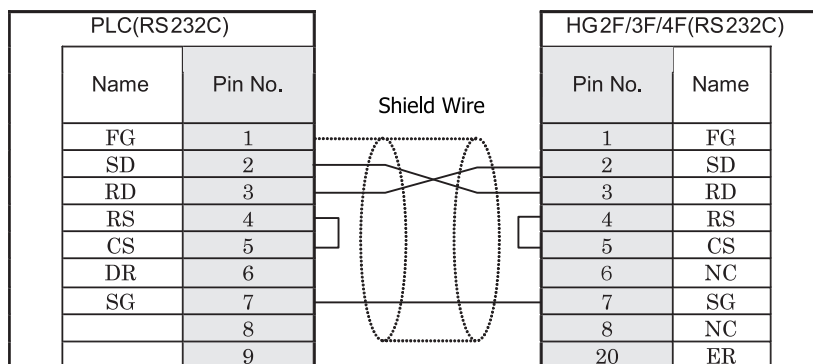 PLC(RS232C) HG2F/3F/4F(RS232C)
Name Pin No. Pin No. Name
Shield Wire
FG 1 1 FG
SD 2 2 SD
RD 3 3 RD
RS 4 4 RS
CS 5 5 CS
DR 6 6 NC
SG 7 7 SG
8 8 NC
9 20 ER